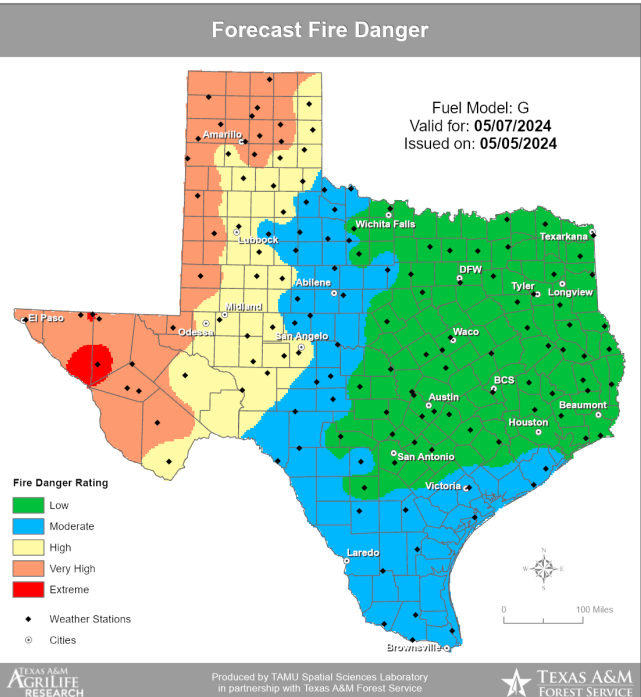 Forecast Fire Danger
Fuel Model: G
Valid for: 05/07/2024
Issued on: 05/05/2024
Amarillo
Wichita Falls
Texarkana
Lubbock
DFW
Abilene
Tyler
Longview
Midland
El Paso
Odessa
Waco
San Angelo
BCS
Austin
Beaumont
Houston
San Antonio
Victoria
Laredo
Brownsville
Fire Danger Rating
Low
Moderate
High
Very High
Extreme
Weather Stations
Cities
N
W E
S
0 100 Miles
TEXAS A&M
AGRILIFE
RESEARCH
Produced by TAMU Spatial Sciences Laboratory
in partnership with Texas A&M Forest Service
TEXAS A&M
FOREST SERVICE